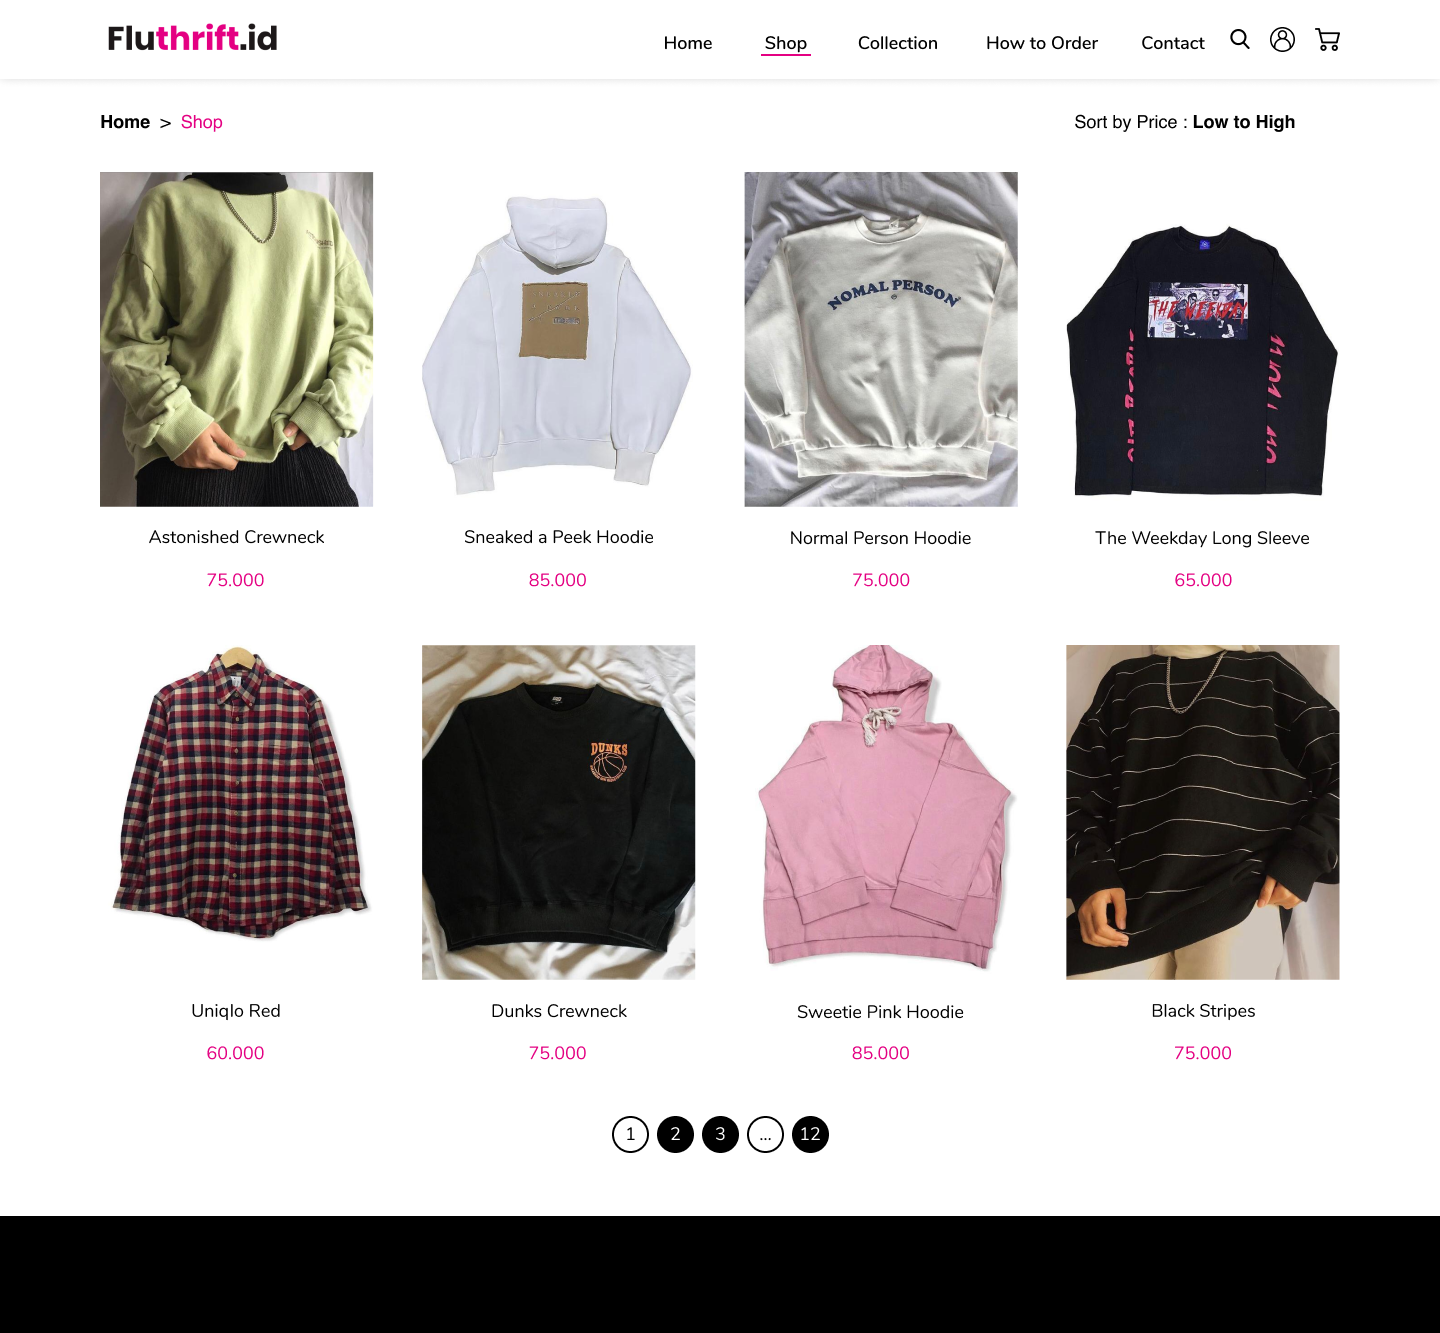 Fluthrift.id
Home Shop Collection How to Order Contact
Home > Shop
Sort by Price : Low to High
NOMAL PERSON
THE WEEKDAY
Astonished Crewneck
75.000
Sneaked a Peek Hoodie
85.000
Normal Person Hoodie
75.000
The Weekday Long Sleeve
65.000
DUNKS
Uniqlo Red
60.000
Dunks Crewneck
75.000
Sweetie Pink Hoodie
85.000
Black Stripes
75.000
1 2 3 ... 12